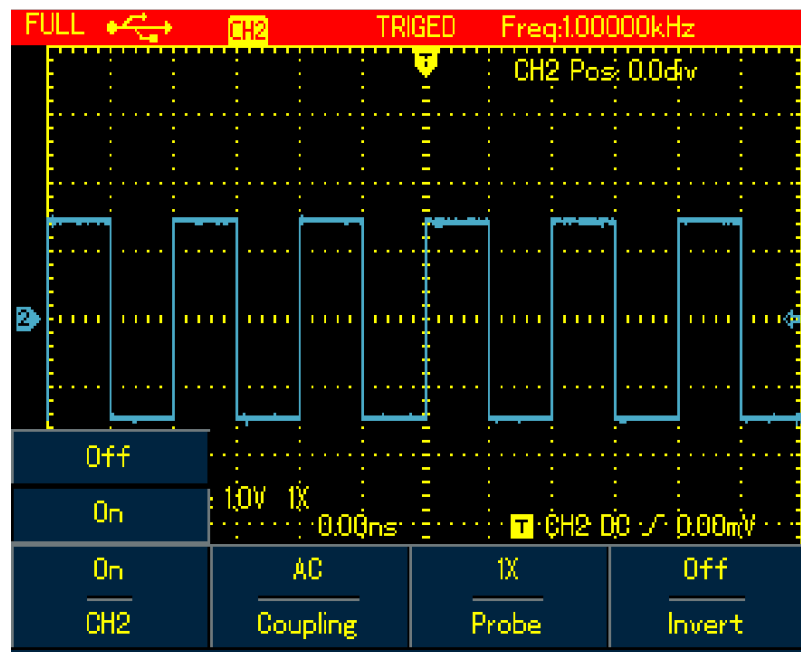 FULL CH2 TRIGED Freq:1.00000kHz
T CH2 Pos: 0.0div
2
Off
On : 1.0V 1X
0.00ns T CH2 DC 0.00mV
On AC 1X Off
CH2 Coupling Probe Invert